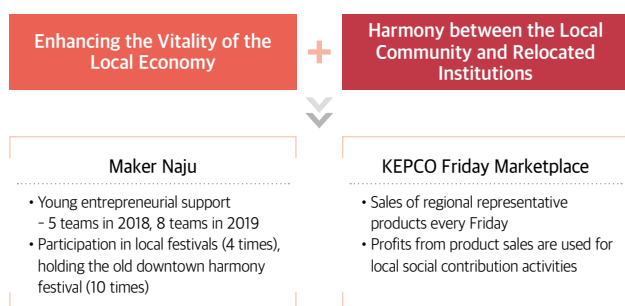 Enhancing the Vitality of the
Local Economy
+
Harmony between the Local
Community and Relocated
Institutions
Maker Naju
• Young entrepreneurial support
– 5 teams in 2018, 8 teams in 2019
• Participation in local festivals (4 times),
holding the old downtown harmony
festival (10 times)
KEPCO Friday Marketplace
• Sales of regional representative
products every Friday
• Profits from product sales are used for
local social contribution activities